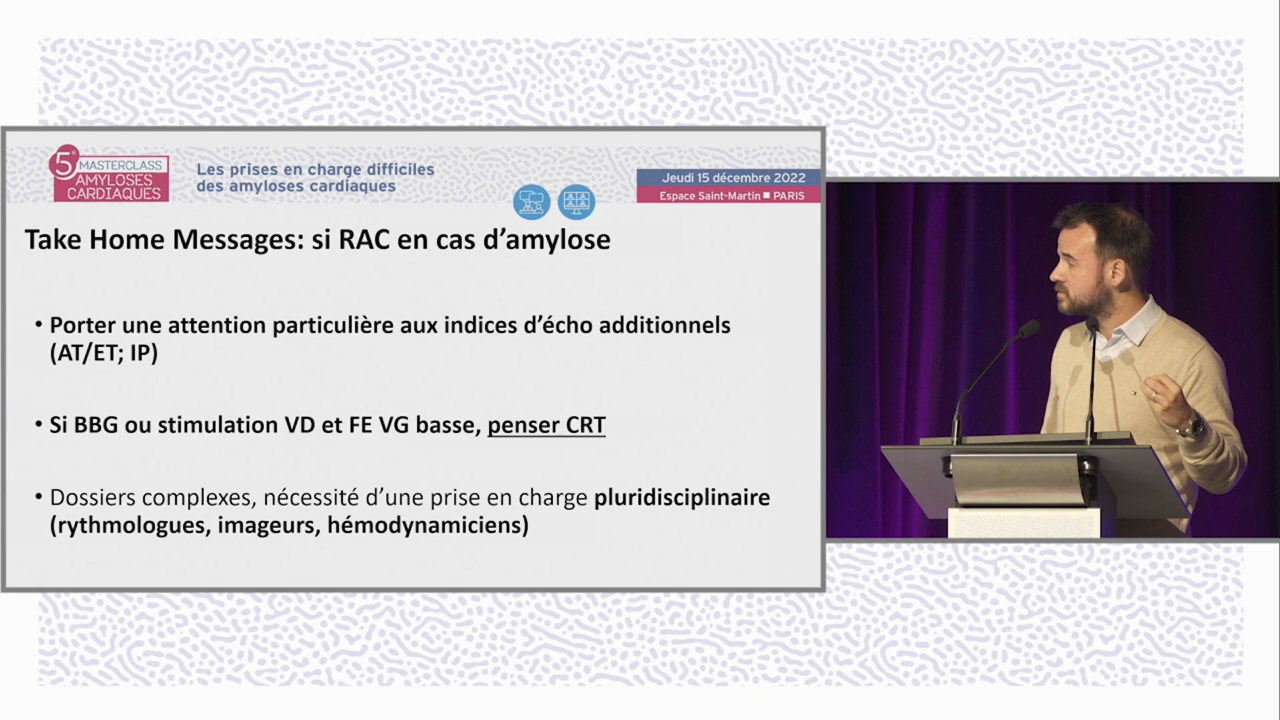 5e
MASTERCLASS
AMYLOSES
CARDIAQUES
Les prises en charge difficiles
des amyloses cardiaques
Jeudi 15 décembre 2022
Espace Saint-Martin ■ PARIS
Take Home Messages: si RAC en cas d’amylose
• Porter une attention particulière aux indices d’écho additionnels
(AT/ET; IP)
• Si BBG ou stimulation VD et FE VG basse, penser CRT
• Dossiers complexes, nécessité d’une prise en charge pluridisciplinaire
(rythmologues, imageurs, hémodynamiciens)